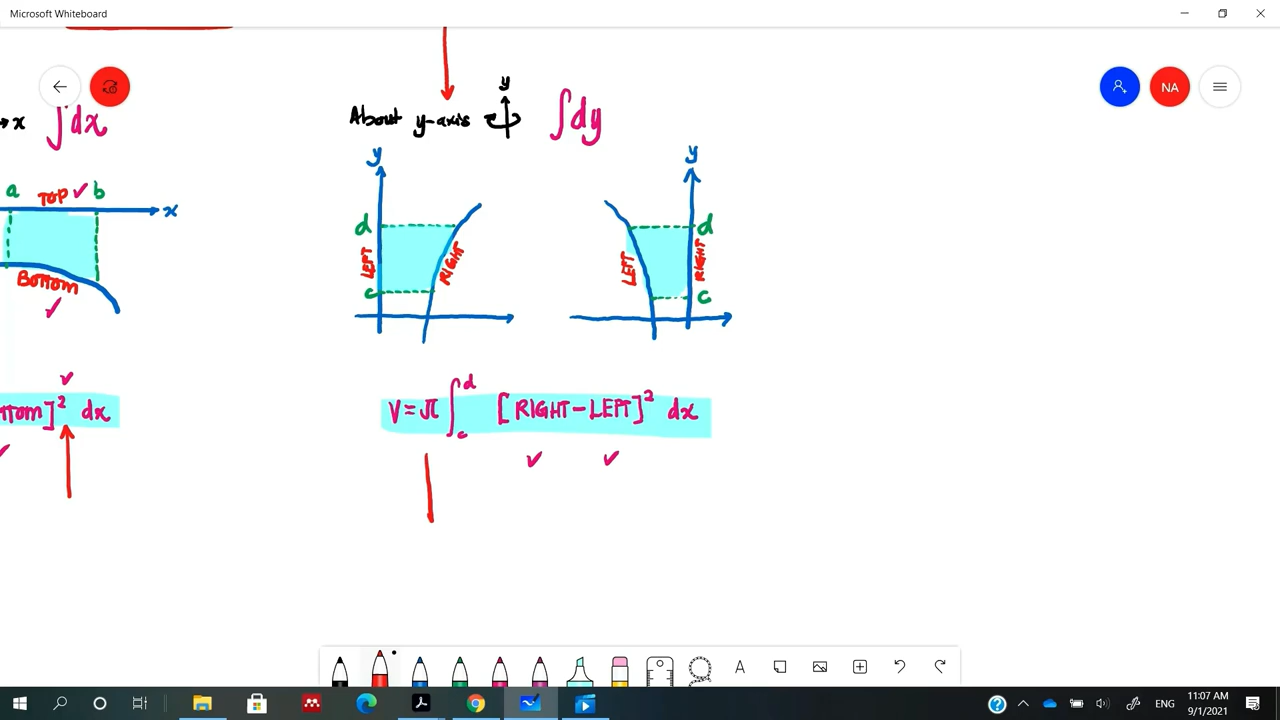 Microsoft Whiteboard
NA
y
About y-axis
∫dy
x
∫dx
a
TOP ✓
b
x
Bottom
✓
y
d
LEFT
RIGHT
c
y
d
LEFT
RIGHT
c
✓
ttom]² dx
✓
V = π∫_c^d [RIGHT - LEFT]² dx
✓ ✓
A
ENG
11:07 AM
9/1/2021